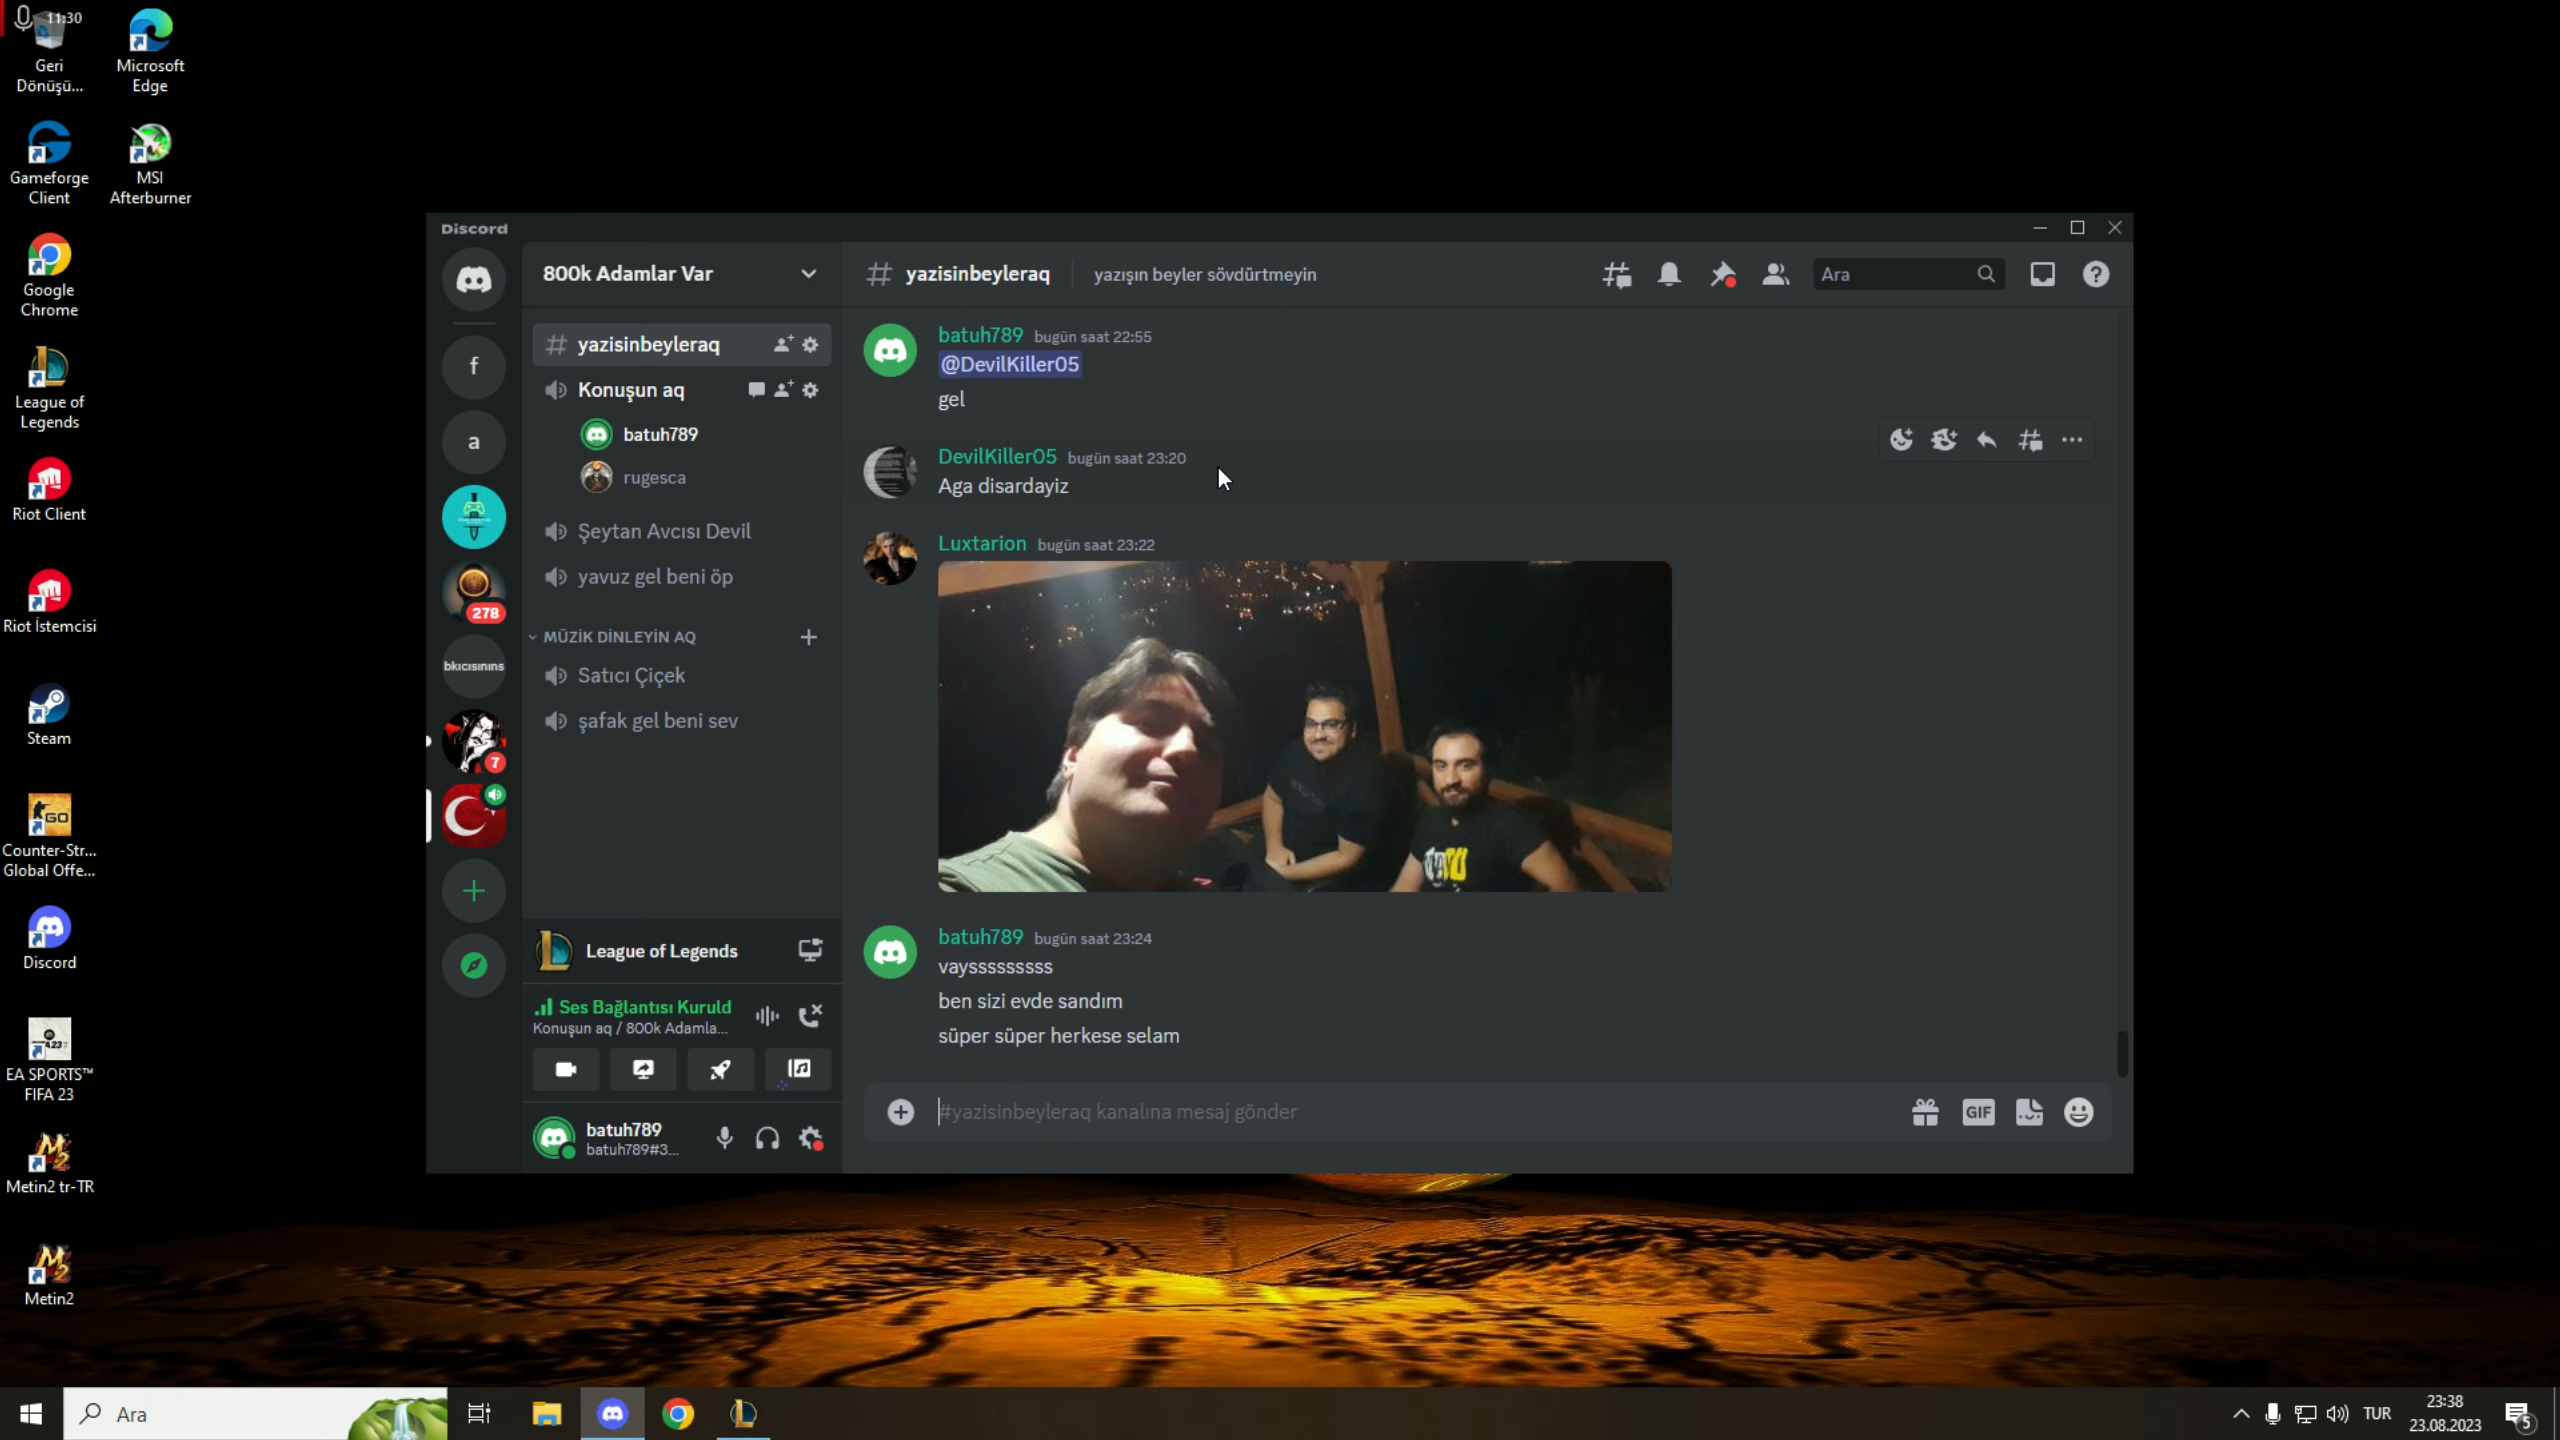 11:30
Geri
Dönüşü...
Microsoft
Edge
Gameforge
Client
MSI
Afterburner
Google
Chrome
League of
Legends
Riot Client
Riot İstemcisi
Steam
GO
Counter-Str...
Global Offe...
Discord
EA SPORTS™
FIFA 23
Metin2 tr-TR
Metin2
Discord
f
a
278
bkıcısınıns
7
800k Adamlar Var
yazisinbeyleraq
Konuşun aq
batuh789
rugesca
Şeytan Avcısı Devil
yavuz gel beni öp
MÜZİK DİNLEYİN AQ
Satıcı Çiçek
şafak gel beni sev
League of Legends
Ses Bağlantısı Kuruld
Konuşun aq / 800k Adamla...
batuh789
batuh789#3...
# yazisinbeyleraq yazışın beyler sövdürtmeyin
Ara
batuh789 bugün saat 22:55
@DevilKiller05
gel
DevilKiller05 bugün saat 23:20
Aga disardayiz
Luxtarion bugün saat 23:22
batuh789 bugün saat 23:24
vaysssssssss
ben sizi evde sandım
süper süper herkese selam
#yazisinbeyleraq kanalına mesaj gönder
GIF
Ara
TUR
23:38
23.08.2023
5